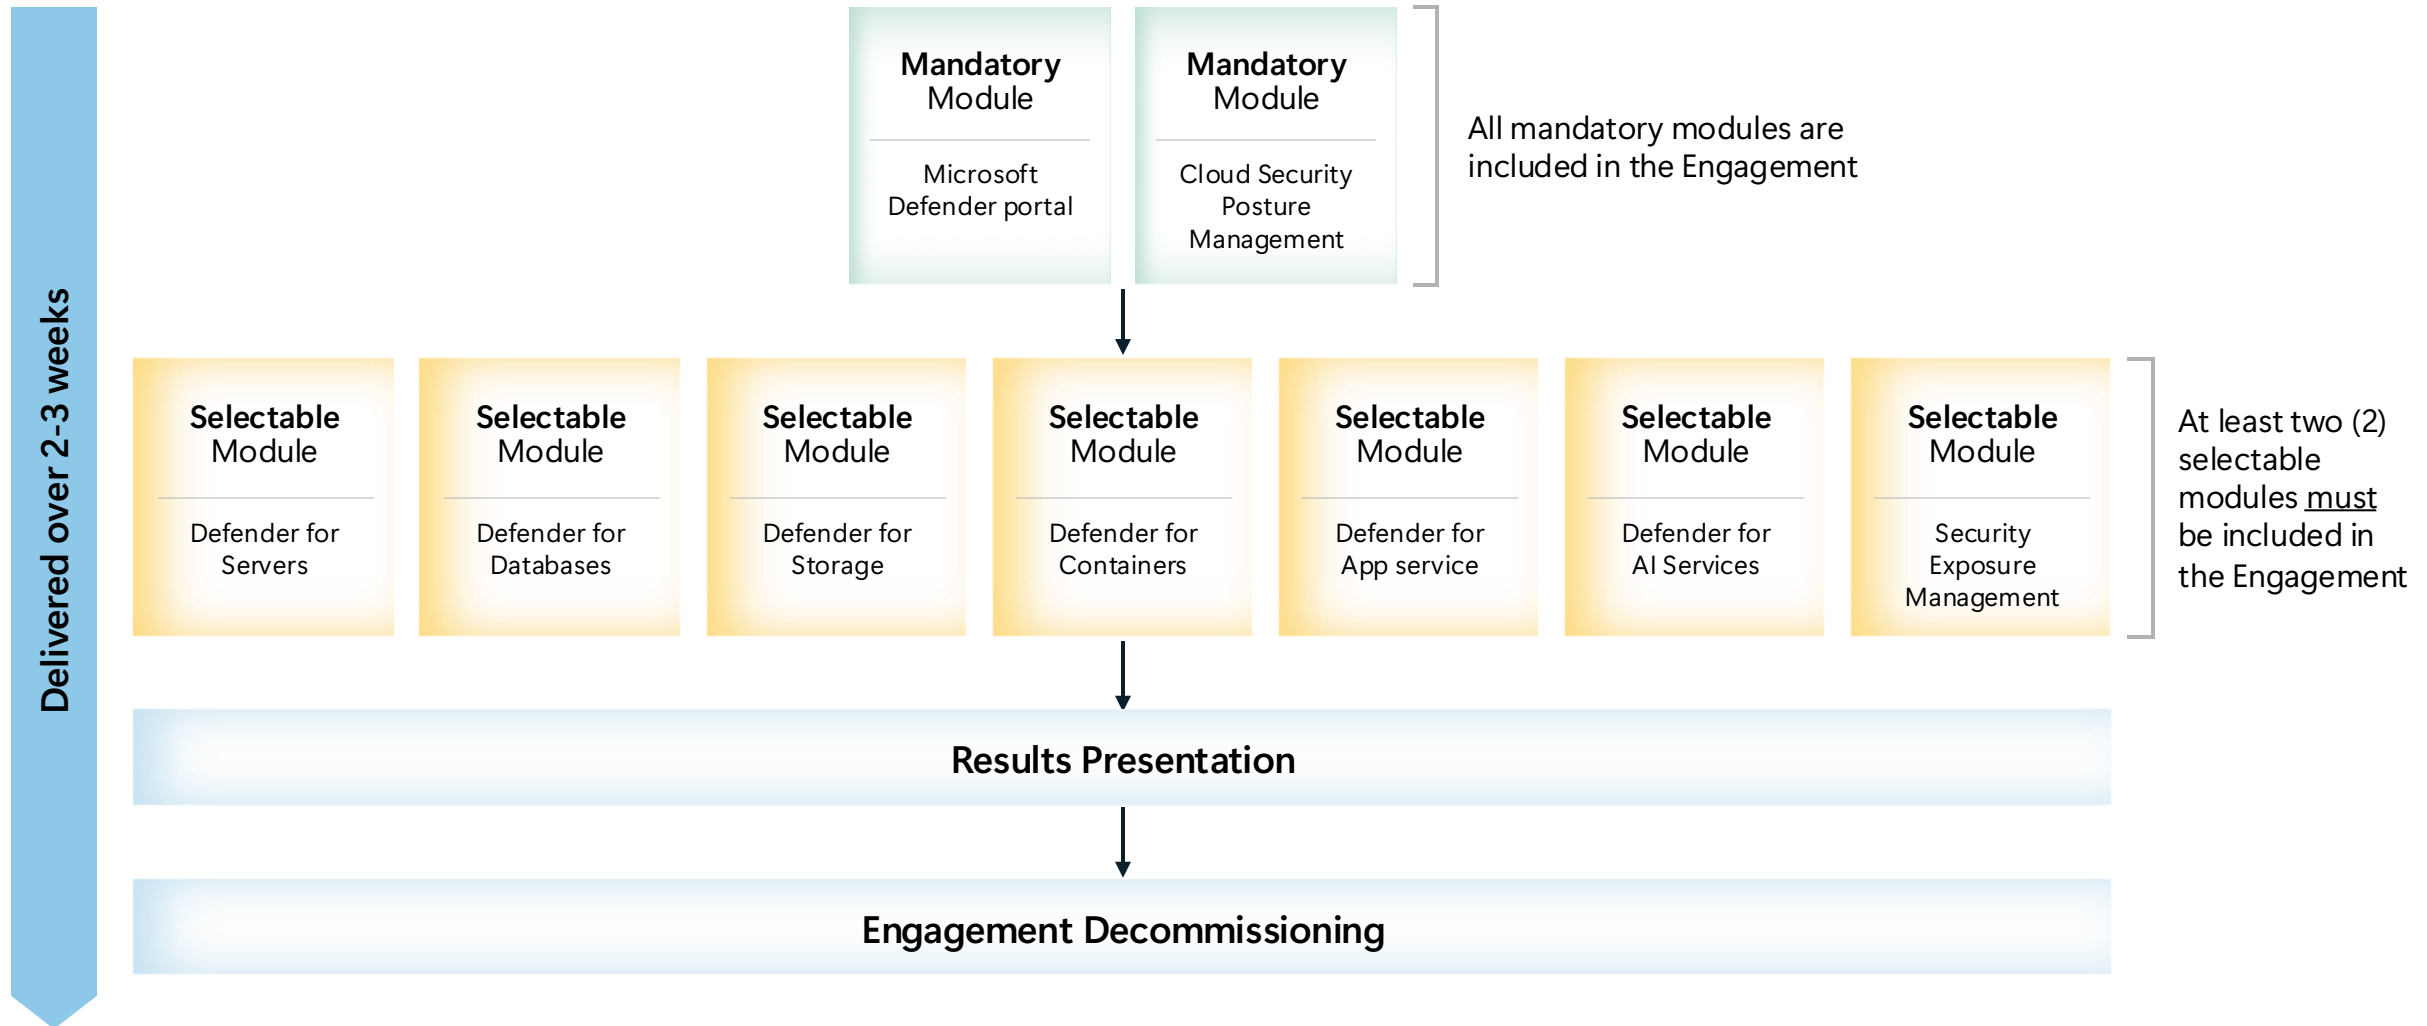 Delivered over 2-3 weeks
Mandatory
Module
Microsoft
Defender portal
Mandatory
Module
Cloud Security
Posture
Management
All mandatory modules are
included in the Engagement
Selectable
Module
Defender for
Servers
Selectable
Module
Defender for
Databases
Selectable
Module
Defender for
Storage
Selectable
Module
Defender for
Containers
Selectable
Module
Defender for
App service
Selectable
Module
Defender for
AI Services
Selectable
Module
Security
Exposure
Management
At least two (2)
selectable
modules must
be included in
the Engagement
Results Presentation
Engagement Decommissioning